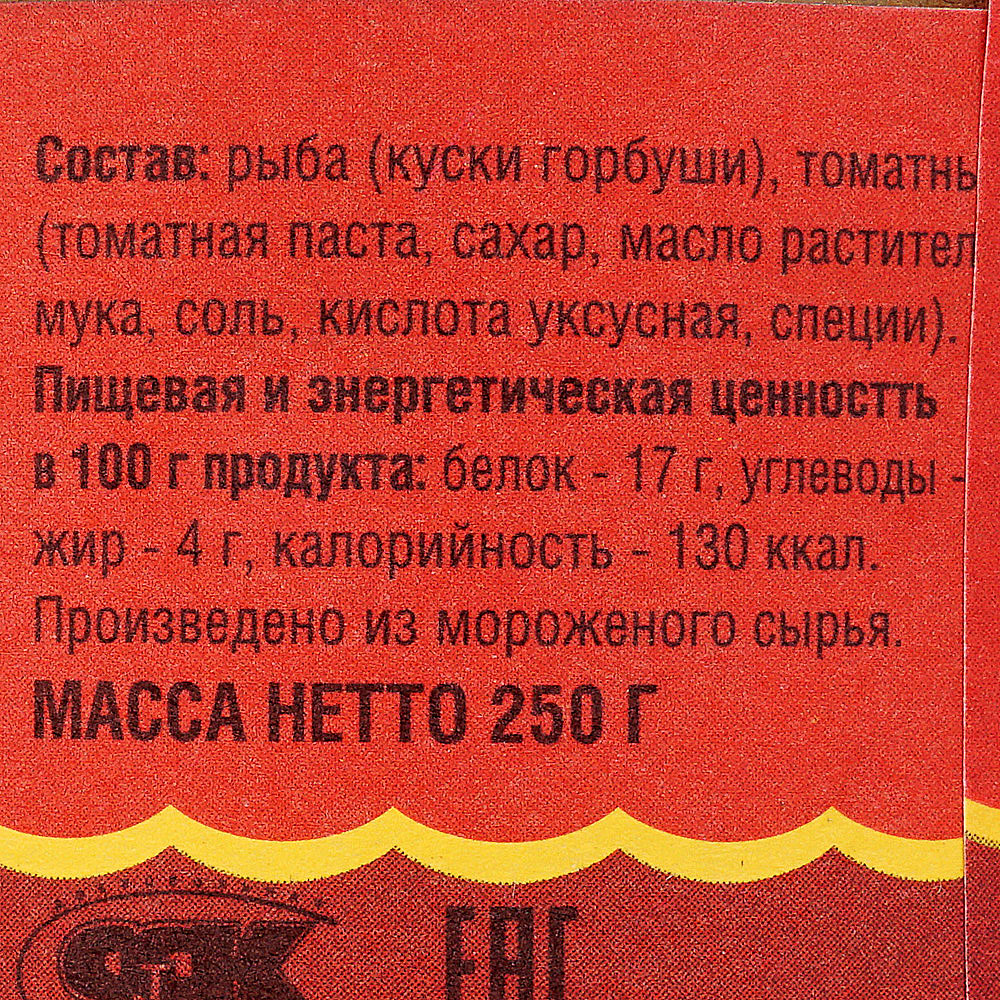 Состав: рыба (куски горбуши), томатны
(томатная паста, сахар, масло растител
мука, соль, кислота уксусная, специи).
Пищевая и энергетическая ценностть
в 100 г продукта: белок - 17 г, углеводы -
жир - 4 г, калорийность - 130 ккал.
Произведено из мороженого сырья.
МАССА НЕТТО 250 Г
EAC